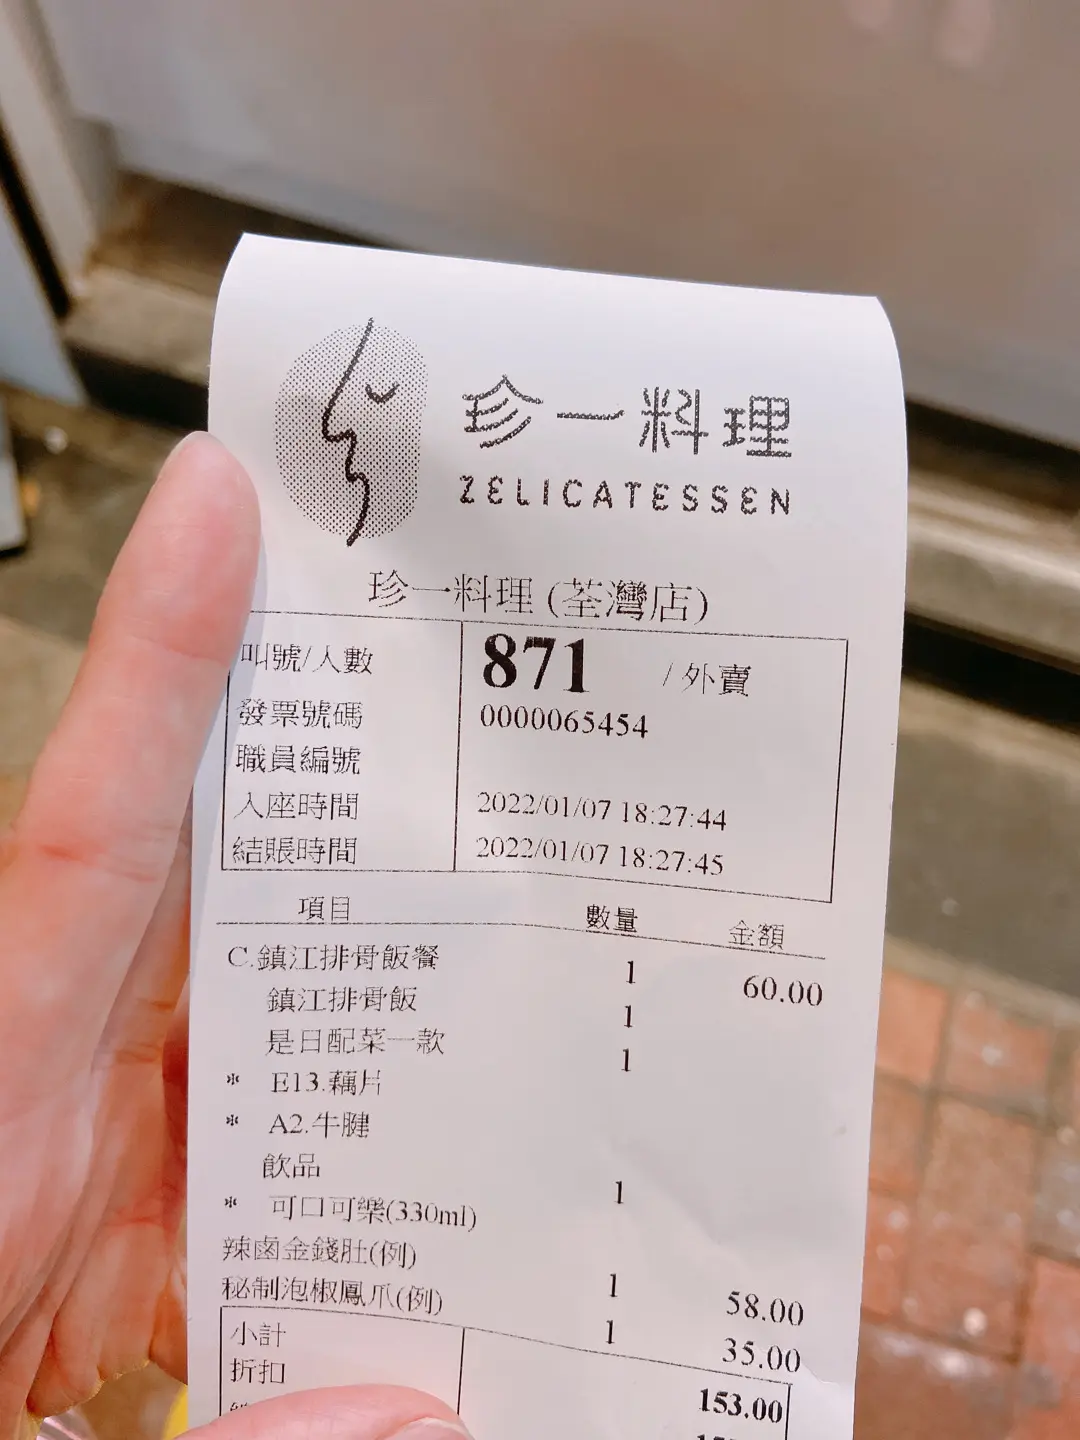 珍一料理
ZELICATESSEN
珍一料理 (荃灣店)
叫號/人數 871 / 外賣
發票號碼 0000065454
職員編號
入座時間 2022/01/07 18:27:44
結賬時間 2022/01/07 18:27:45
項目 數量 金額
C.鎮江排骨飯餐 1 60.00
鎮江排骨飯 1
是日配菜一款 1
* E13.藕片
* A2.牛腱
飲品 1
* 可口可樂(330ml)
辣鹵金錢肚(例) 1 58.00
秘制泡椒鳳爪(例) 1 35.00
小計 153.00
折扣